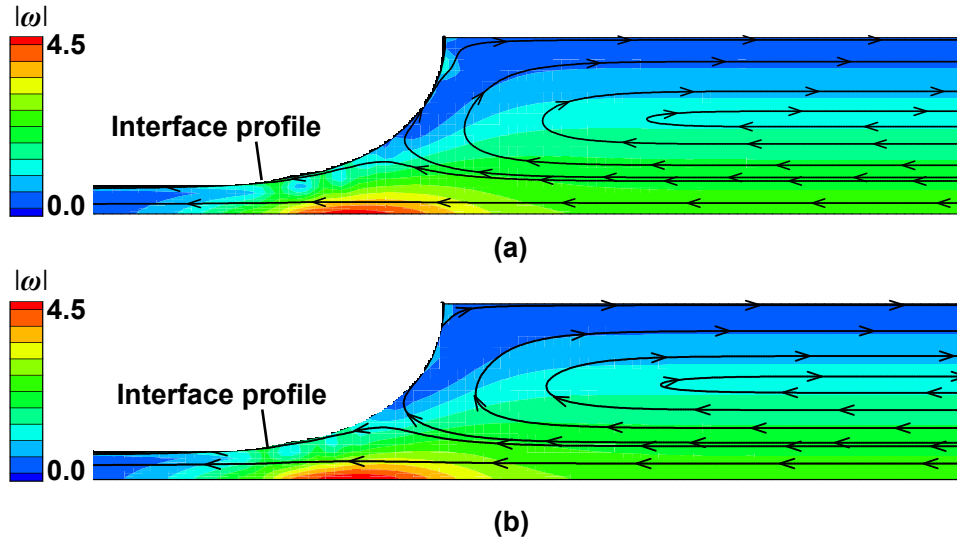 |ω|
4.5
Interface profile
0.0
(a)
|ω|
4.5
Interface profile
0.0
(b)